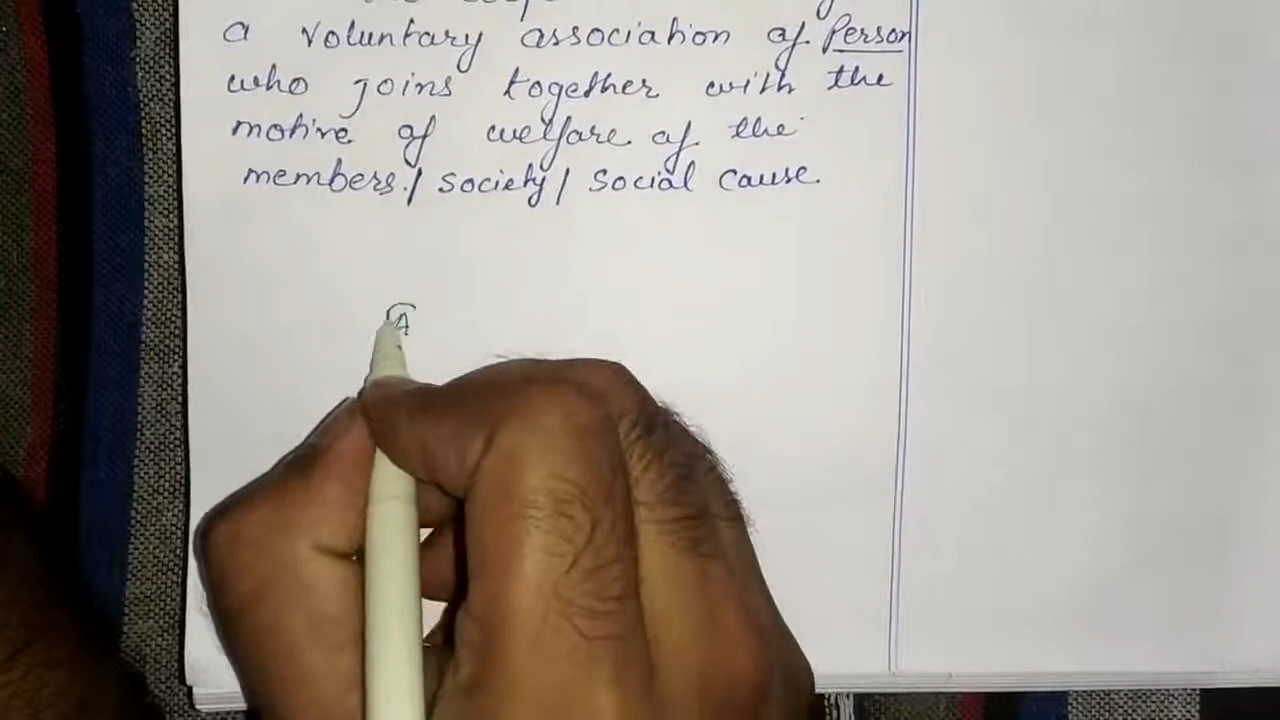 a voluntary association of Person
who joins together with the
motive of welfare of the
members./ society/ social cause.
A